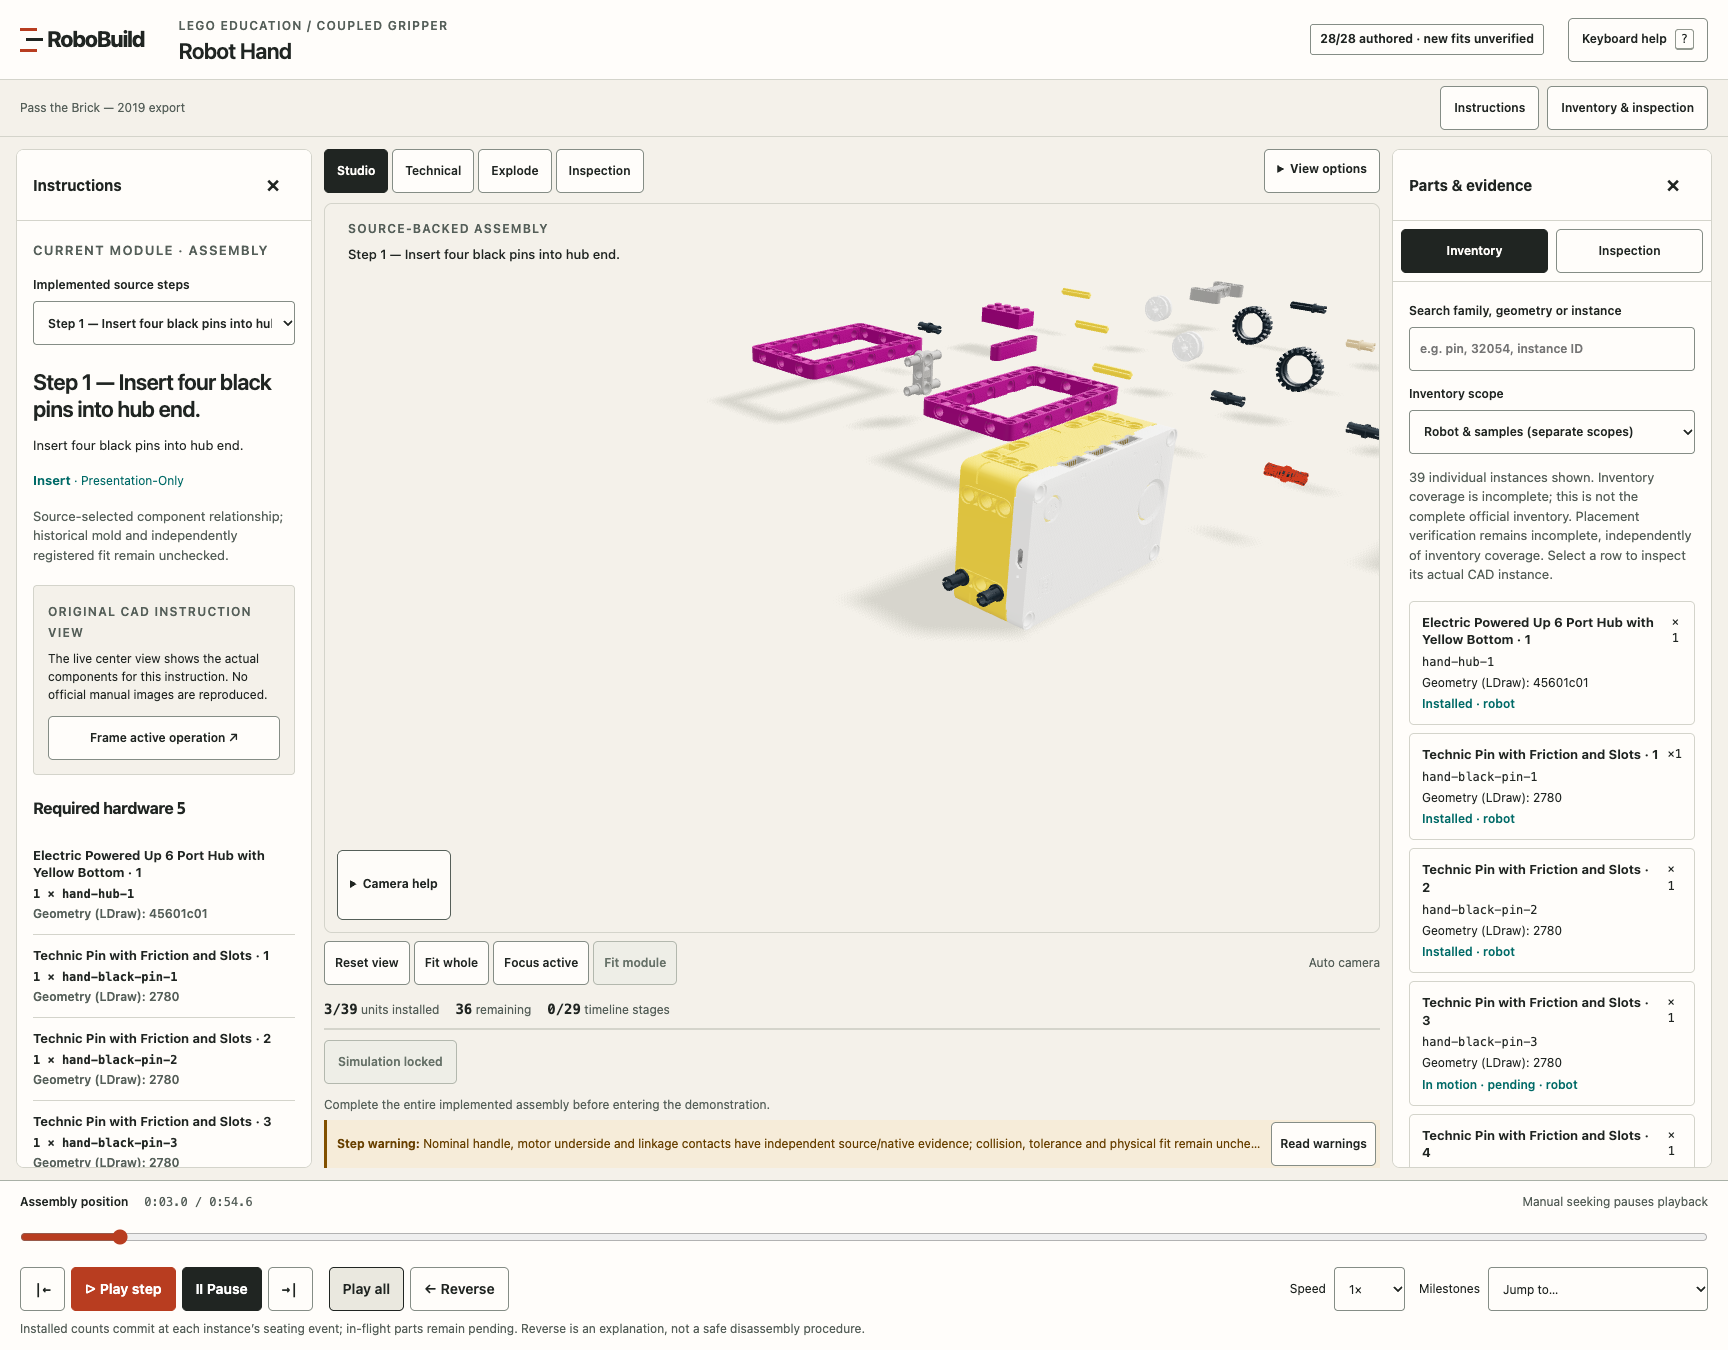 RoboBuild
LEGO EDUCATION / COUPLED GRIPPER
Robot Hand
28/28 authored · new fits unverified
Keyboard help ?
Pass the Brick — 2019 export
Instructions
Inventory & inspection
Instructions ✕
CURRENT MODULE · ASSEMBLY
Implemented source steps
Step 1 — Insert four black pins into hul
Step 1 — Insert four black
pins into hub end.
Insert four black pins into hub end.
Insert · Presentation-Only
Source-selected component relationship;
historical mold and independently
registered fit remain unchecked.
ORIGINAL CAD INSTRUCTION
VIEW
The live center view shows the actual
components for this instruction. No
official manual images are reproduced.
Frame active operation ↗
Required hardware 5
Electric Powered Up 6 Port Hub with
Yellow Bottom · 1
1 × hand-hub-1
Geometry (LDraw): 45601c01
Technic Pin with Friction and Slots · 1
1 × hand-black-pin-1
Geometry (LDraw): 2780
Technic Pin with Friction and Slots · 2
1 × hand-black-pin-2
Geometry (LDraw): 2780
Technic Pin with Friction and Slots · 3
1 × hand-black-pin-3
Geometry (LDraw): 2780
Studio
Technical
Explode
Inspection
▶ View options
SOURCE-BACKED ASSEMBLY
Step 1 — Insert four black pins into hub end.
▶ Camera help
Reset view
Fit whole
Focus active
Fit module
Auto camera
3/39 units installed 36 remaining 0/29 timeline stages
Simulation locked
Complete the entire implemented assembly before entering the demonstration.
Step warning: Nominal handle, motor underside and linkage contacts have independent source/native evidence; collision, tolerance and physical fit remain unche...
Read warnings
Parts & evidence ✕
Inventory
Inspection
Search family, geometry or instance
e.g. pin, 32054, instance ID
Inventory scope
Robot & samples (separate scopes)
39 individual instances shown. Inventory
coverage is incomplete; this is not the
complete official inventory. Placement
verification remains incomplete, independently
of inventory coverage. Select a row to inspect
its actual CAD instance.
Electric Powered Up 6 Port Hub with ×
Yellow Bottom · 1 1
hand-hub-1
Geometry (LDraw): 45601c01
Installed · robot
Technic Pin with Friction and Slots · 1 ×1
hand-black-pin-1
Geometry (LDraw): 2780
Installed · robot
Technic Pin with Friction and Slots · ×
2 1
hand-black-pin-2
Geometry (LDraw): 2780
Installed · robot
Technic Pin with Friction and Slots · ×
3 1
hand-black-pin-3
Geometry (LDraw): 2780
In motion · pending · robot
Technic Pin with Friction and Slots · ×
4 1
Assembly position 0:03.0 / 0:54.6
Manual seeking pauses playback
|←
▷ Play step
II Pause
→|
Play all
← Reverse
Speed 1×
Milestones Jump to...
Installed counts commit at each instance's seating event; in-flight parts remain pending. Reverse is an explanation, not a safe disassembly procedure.